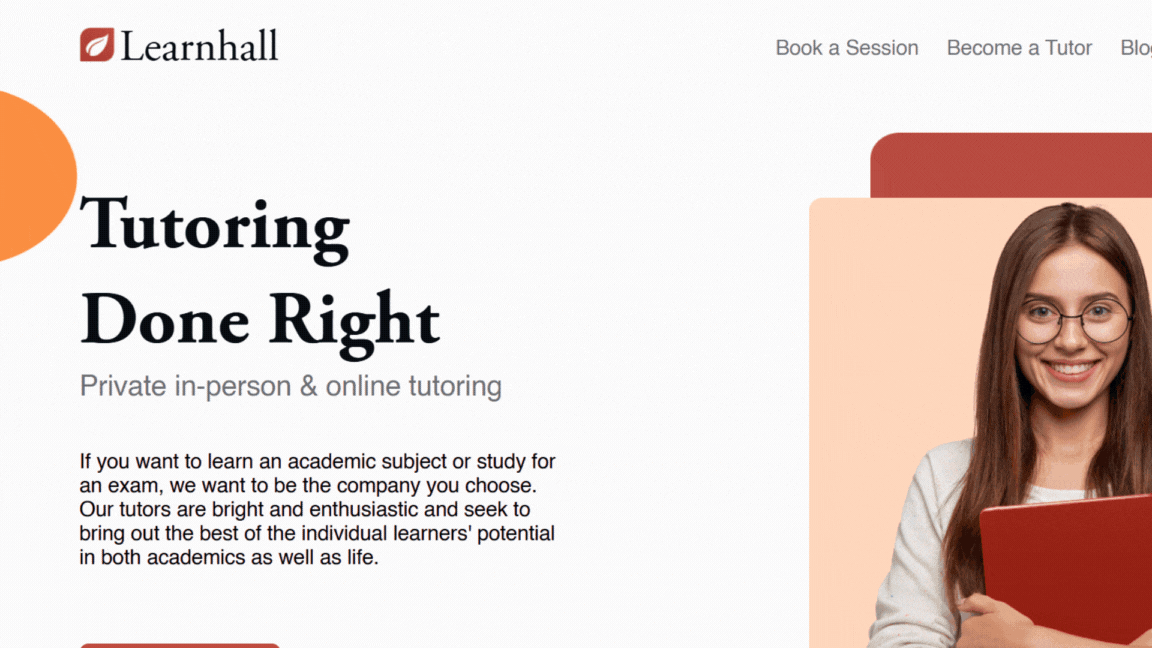 Learnhall
Book a Session
Become a Tutor
Tutoring
Done Right
Private in-person & online tutoring
If you want to learn an academic subject or study for
an exam, we want to be the company you choose.
Our tutors are bright and enthusiastic and seek to
bring out the best of the individual learners' potential
in both academics as well as life.